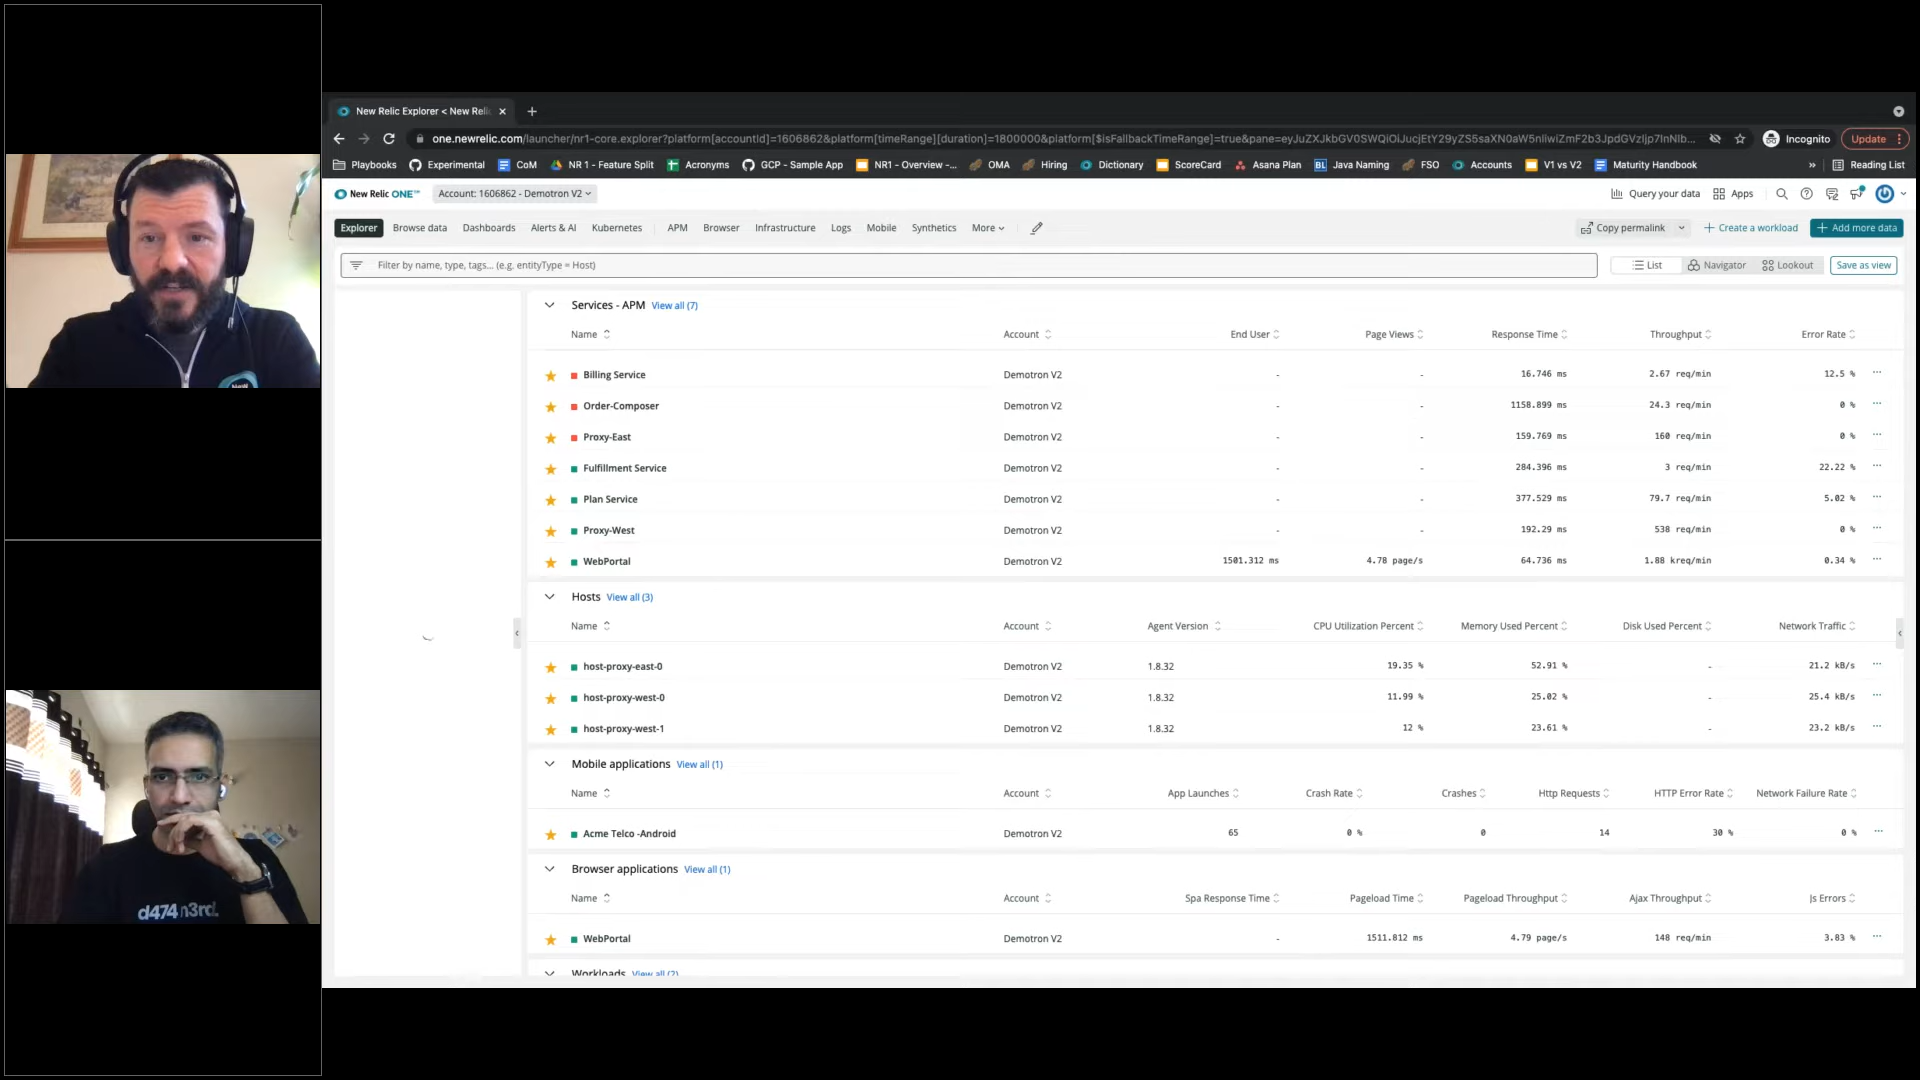 New Relic Explorer < New Relic
one.newrelic.com/launcher/nr1-core.explorer?platform[accountId]=1606862&platform[timeRange][duration]=1800000&platform[$isFallbackTimeRange]=true&pane=
Incognito
Update
Playbooks Experimental CoM NR 1 - Feature Split Acronyms GCP - Sample App NR1 - Overview -... OMA Hiring Dictionary ScoreCard Asana Plan BL Java Naming FSO Accounts V1 vs V2 Maturity Handbook » Reading List
New Relic ONE™ Account: 1606862 - Demotron V2 Query your data Apps
Explorer Browse data Dashboards Alerts & AI Kubernetes APM Browser Infrastructure Logs Mobile Synthetics More Copy permalink + Create a workload + Add more data
Filter by name, type, tags... (e.g. entityType = Host) List Navigator Lookout Save as view
Services - APM View all (7)
Name Account End User Page Views Response Time Throughput Error Rate
Billing Service Demotron V2 - - 16.746 ms 2.67 req/min 12.5 % ...
Order-Composer Demotron V2 - - 1158.899 ms 24.3 req/min 0 % ...
Proxy-East Demotron V2 - - 159.769 ms 160 req/min 0 % ...
Fulfillment Service Demotron V2 - - 284.396 ms 3 req/min 22.22 % ...
Plan Service Demotron V2 - - 377.529 ms 79.7 req/min 5.02 % ...
Proxy-West Demotron V2 - - 192.29 ms 538 req/min 0 % ...
WebPortal Demotron V2 1501.312 ms 4.78 page/s 64.736 ms 1.88 kreq/min 0.34 % ...
Hosts View all (3)
Name Account Agent Version CPU Utilization Percent Memory Used Percent Disk Used Percent Network Traffic
host-proxy-east-0 Demotron V2 1.8.32 19.35 % 52.91 % - 21.2 kB/s ...
host-proxy-west-0 Demotron V2 1.8.32 11.99 % 25.02 % - 25.4 kB/s ...
host-proxy-west-1 Demotron V2 1.8.32 12 % 23.61 % - 23.2 kB/s ...
Mobile applications View all (1)
Name Account App Launches Crash Rate Crashes Http Requests HTTP Error Rate Network Failure Rate
Acme Telco -Android Demotron V2 65 0 % 0 14 30 % 0 % ...
Browser applications View all (1)
Name Account Spa Response Time Pageload Time Pageload Throughput Ajax Throughput Js Errors
WebPortal Demotron V2 - 1511.812 ms 4.79 page/s 148 req/min 3.83 % ...
Workloads View all (2)
d474 n3rd.